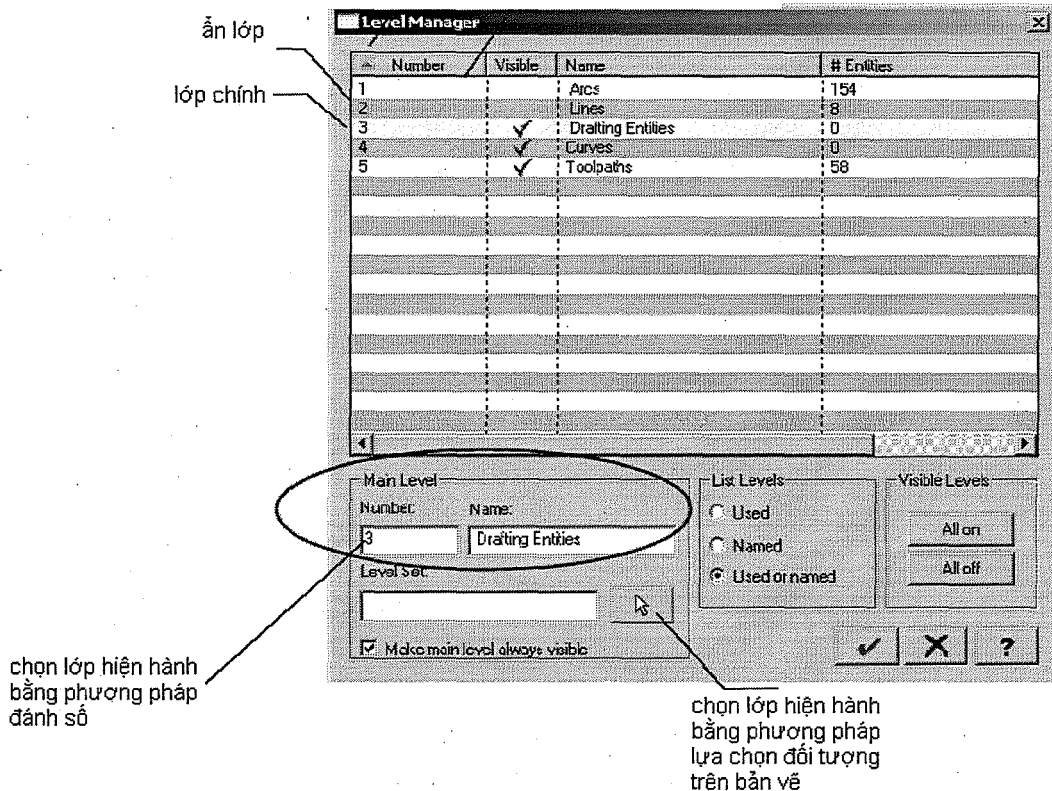 Level Manager
ẩn lớp
Number Visible Name # Entities
1 Arcs 154
lớp chính
2 Lines 8
3 Drafting Entities 0
4 Curves 0
5 Toolpaths 58
Main Level
Number: Name:
3 Drafting Entities
Level Set:
Make main level always visible
List Levels
Used
Named
Used or named
Visible Levels
All on
All off
?
chọn lớp hiện hành
bằng phương pháp
đánh số
chọn lớp hiện hành
bằng phương pháp
lựa chọn đối tượng
trên bản vẽ